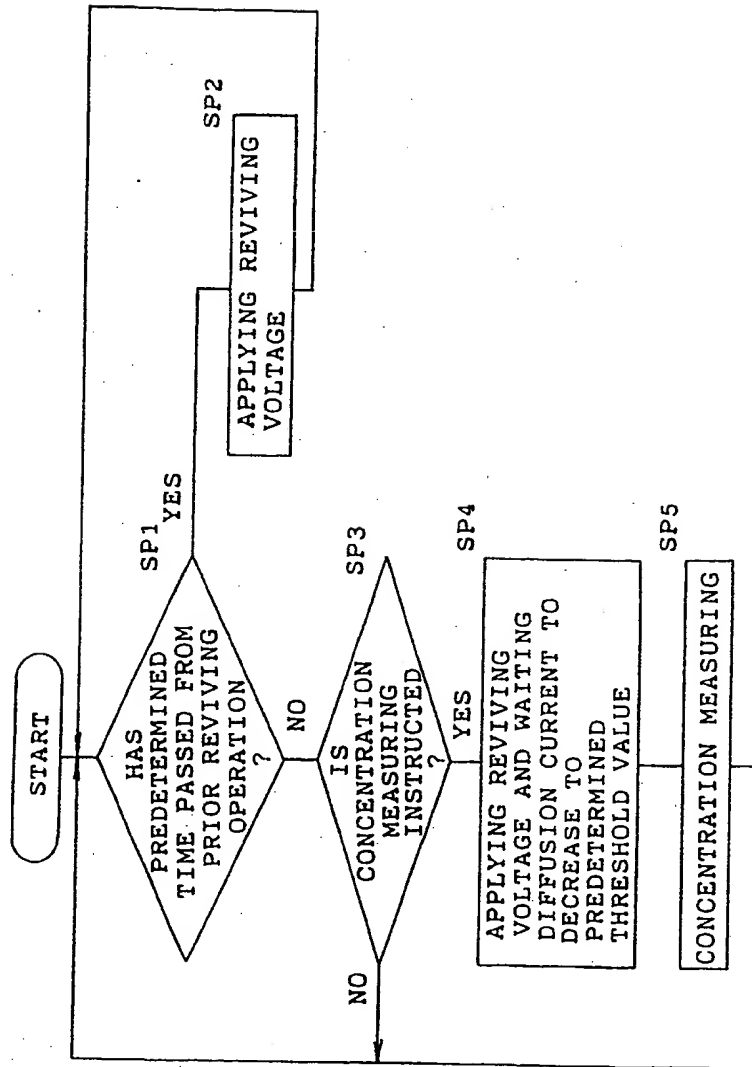 START
SP1
HAS
PREDETERMINED
TIME PASSED FROM
PRIOR REVIVING
OPERATION
?
YES
SP2
APPLYING REVIVING
VOLTAGE
NO
SP3
IS
CONCENTRATION
MEASURING
INSTRUCTED
?
NO
YES
SP4
APPLYING REVIVING
VOLTAGE AND WAITING
DIFFUSION CURRENT TO
DECREASE TO
PREDETERMINED
THRESHOLD VALUE
SP5
CONCENTRATION MEASURING